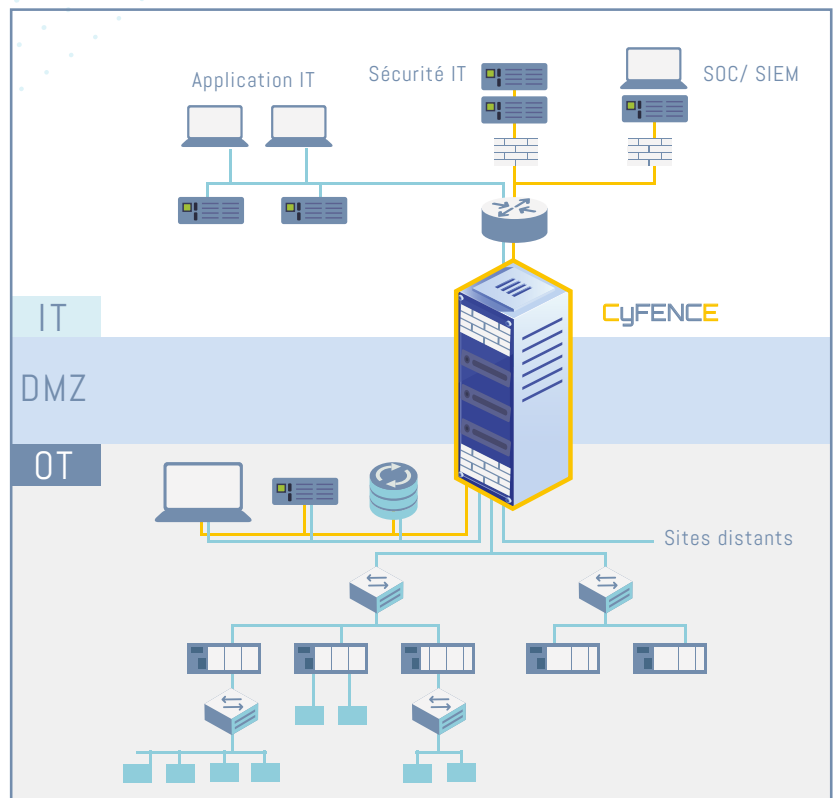 Application IT
Sécurité IT
SOC/ SIEM
IT
CyFENCE
DMZ
OT
Sites distants